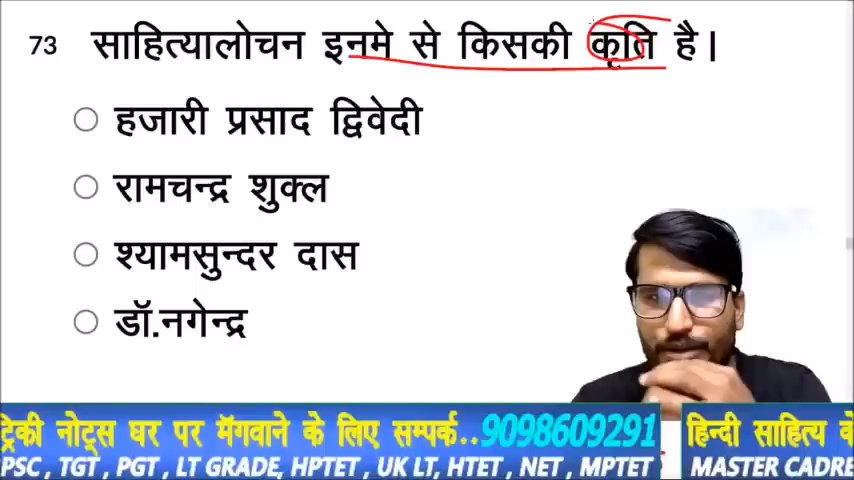 73 साहित्यालोचन इनमे से किसकी कृति है।
हजारी प्रसाद द्विवेदी
रामचन्द्र शुक्ल
श्यामसुन्दर दास
डॉ.नगेन्द्र
ट्रिकी नोट्स घर पर मॅगवाने के लिए सम्पर्क..9098609291
हिन्दी साहित्य
PSC , TGT , PGT , LT GRADE, HPTET , UK LT, HTET , NET , MPTET
MASTER CADRE